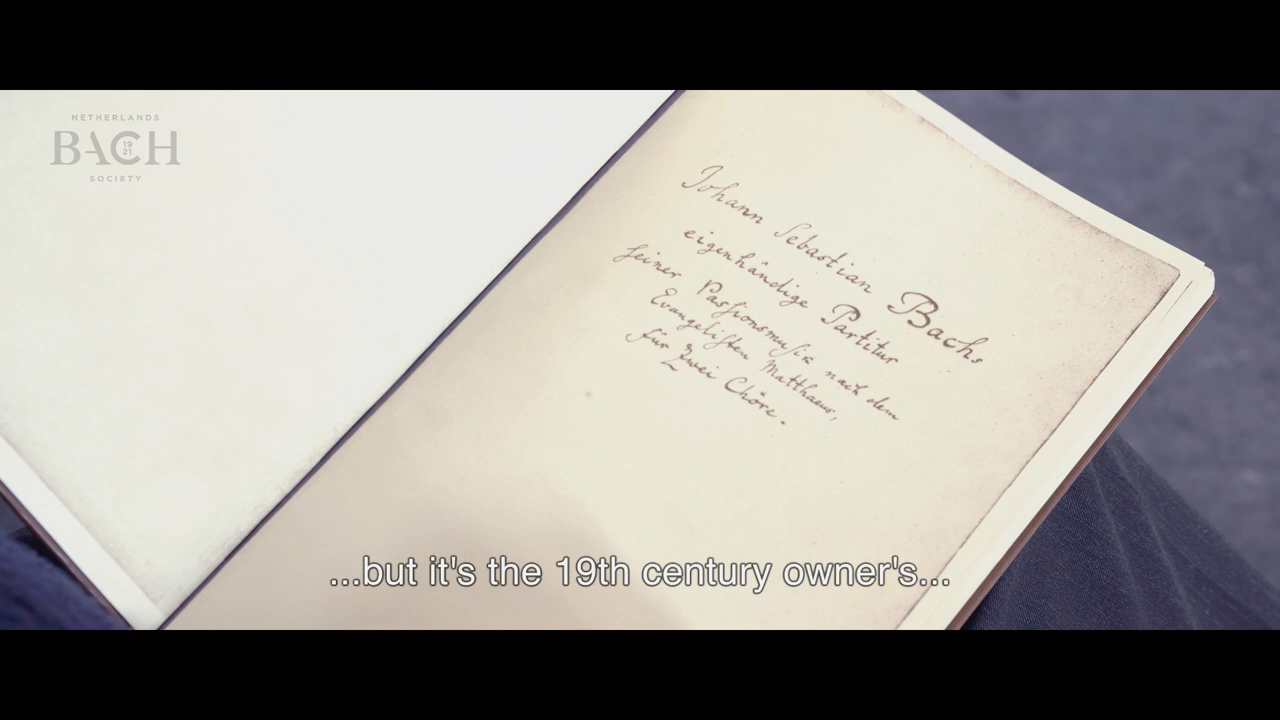 NETHERLANDS
BACH
19
21
SOCIETY
Johann Sebastian Bachs
eigenhändige Partitur
seiner Passionsmusik nach dem
Evangelisten Matthaeus,
für zwei Chöre.
...but it's the 19th century owner's...